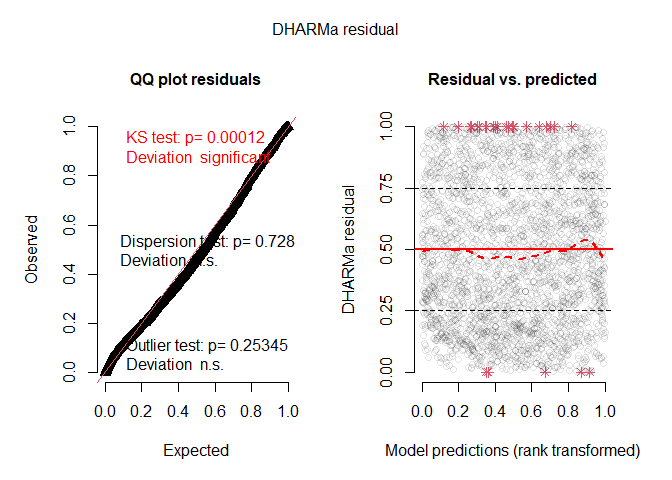 DHARMa residual
QQ plot residuals
KS test: p= 0.00012
Deviation significant
Dispersion test: p= 0.728
Deviation n.s.
Outlier test: p= 0.25345
Deviation n.s.
Observed
0.0 0.2 0.4 0.6 0.8 1.0
0.0 0.2 0.4 0.6 0.8 1.0
Expected
Residual vs. predicted
DHARMa residual
0.00 0.25 0.50 0.75 1.00
0.0 0.2 0.4 0.6 0.8 1.0
Model predictions (rank transformed)